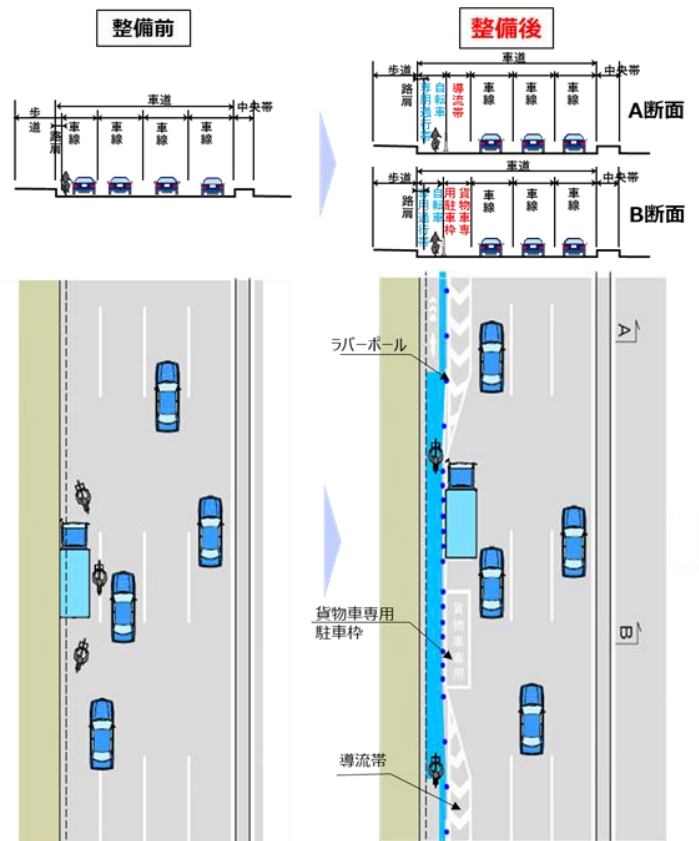 整備前
整備後
車道
歩道
路肩
車線
車線
車線
車線
中央帯
車道
歩道
路肩
自転車
専用通行帯
導流帯
車線
車線
車線
中央帯
A断面
車道
歩道
路肩
自転車
専用通行帯
貨物車専
用駐車枠
車線
車線
車線
中央帯
B断面
ラバーポール
A
貨物車専用
駐車枠
貨物車専用
B
導流帯